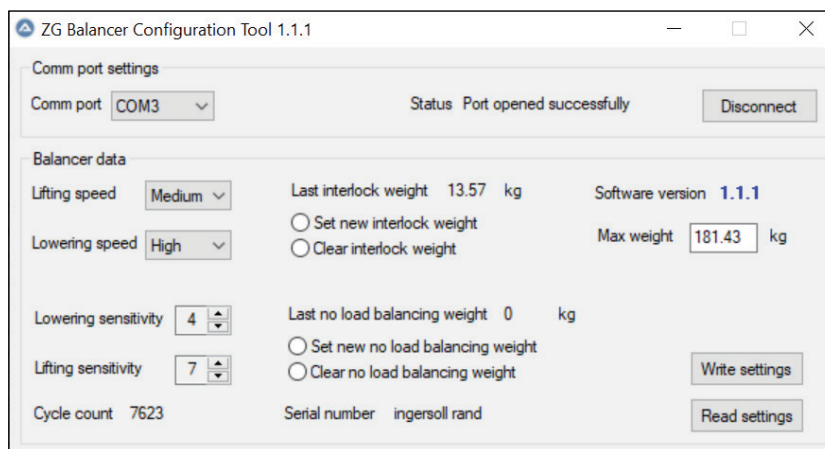 ZG Balancer Configuration Tool 1.1.1
Comm port settings
Comm port COM3 Status Port opened successfully Disconnect
Balancer data
Lifting speed Medium Last interlock weight 13.57 kg Software version 1.1.1
Set new interlock weight
Lowering speed High Clear interlock weight Max weight 181.43 kg
Lowering sensitivity 4 Last no load balancing weight 0 kg
Set new no load balancing weight
Lifting sensitivity 7 Clear no load balancing weight Write settings
Cycle count 7623 Serial number ingersoll rand Read settings